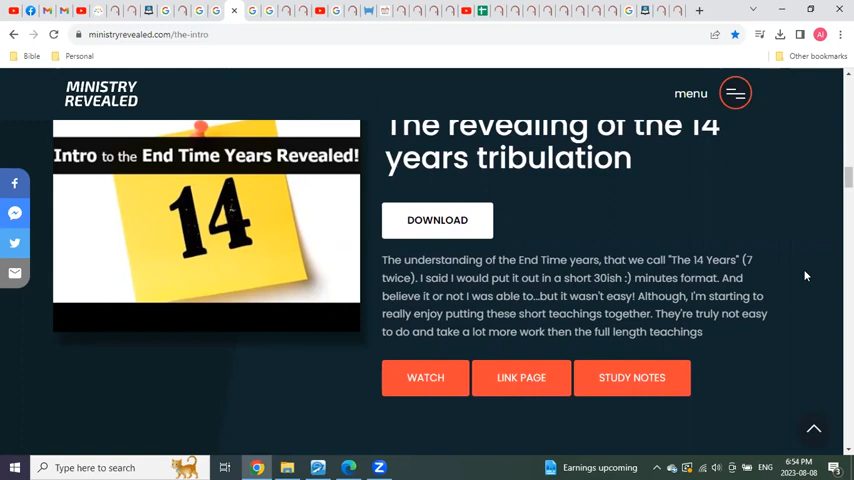 ministryrevealed.com/the-intro
Bible
Personal
Other bookmarks
MINISTRY
REVEALED
menu
The revealing of the 14
years tribulation
Intro to the End Time Years Revealed!
14
DOWNLOAD
The understanding of the End Time years, that we call "The 14 Years" (7
twice). I said I would put it out in a short 30ish :) minutes format. And
believe it or not I was able to...but it wasn't easy! Although, I'm starting to
really enjoy putting these short teachings together. They're truly not easy
to do and take a lot more work then the full length teachings
WATCH
LINK PAGE
STUDY NOTES
Type here to search
Earnings upcoming
ENG
6:54 PM
2023-08-08